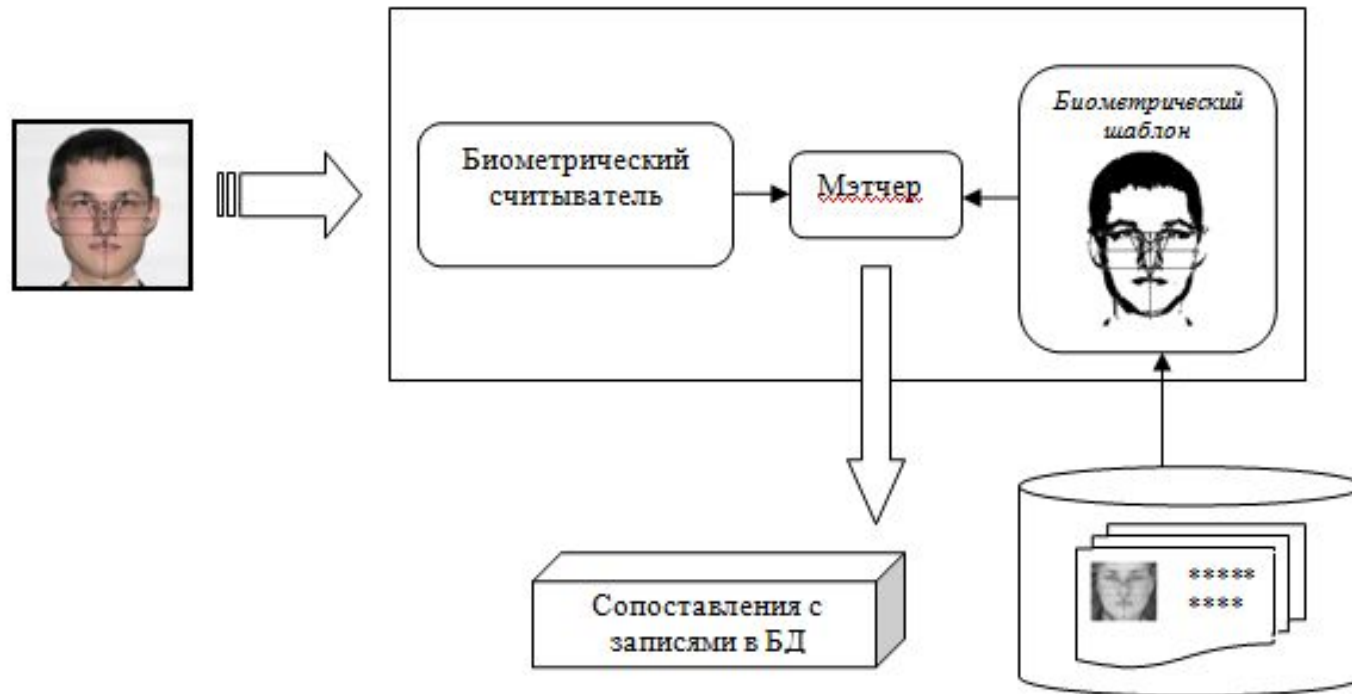 Биометрический
шаблон
Биометрический
считыватель
Мэтчер
*****
****
Сопоставления с
записями в БД